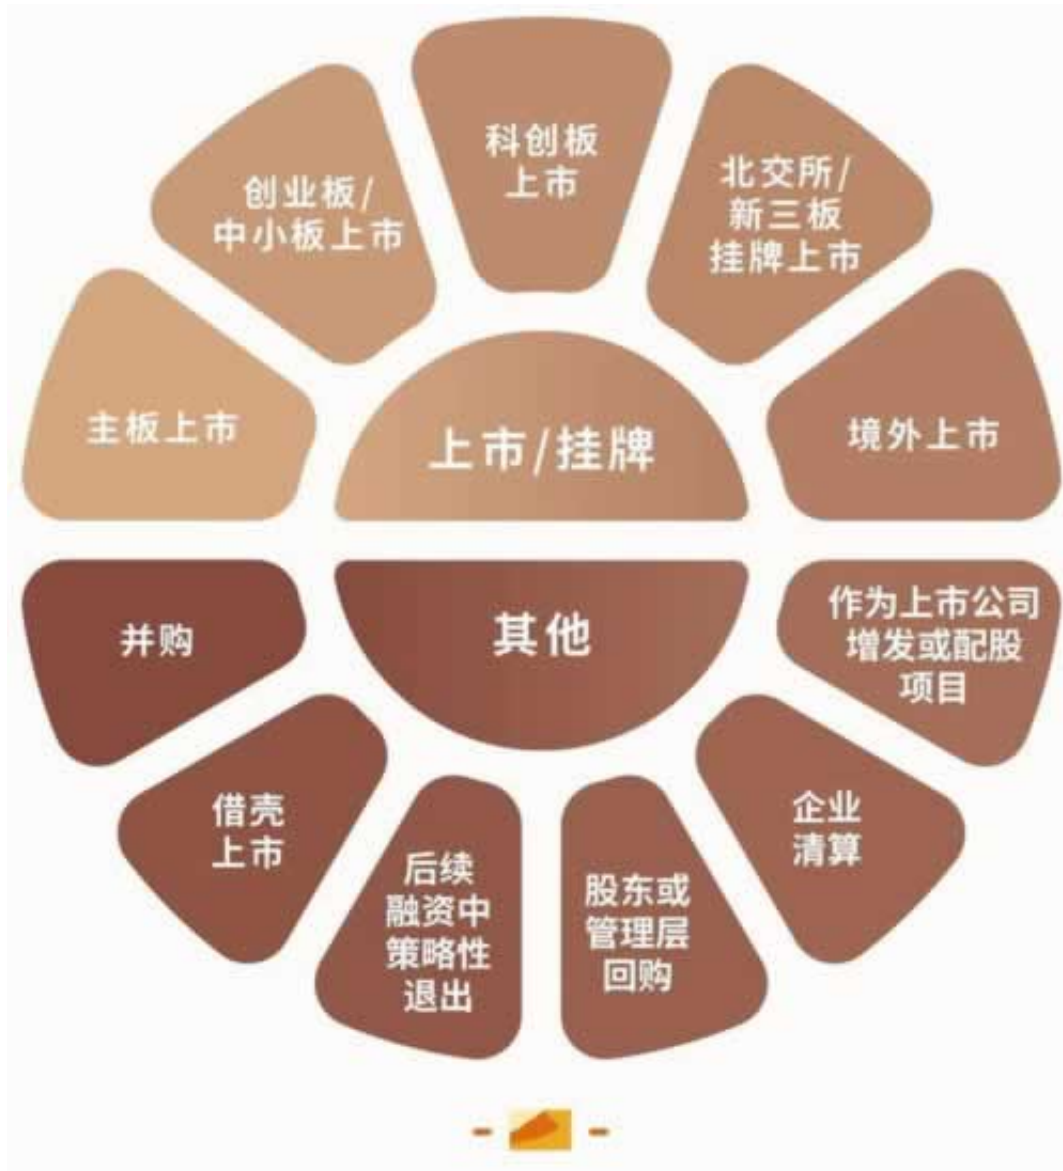 科创板
上市
创业板/
中小板上市
北交所/
新三板
挂牌上市
主板上市
上市/挂牌
境外上市
并购
其他
作为上市公司
增发或配股
项目
借壳
上市
后续
融资中
策略性
退出
股东或
管理层
回购
企业
清算